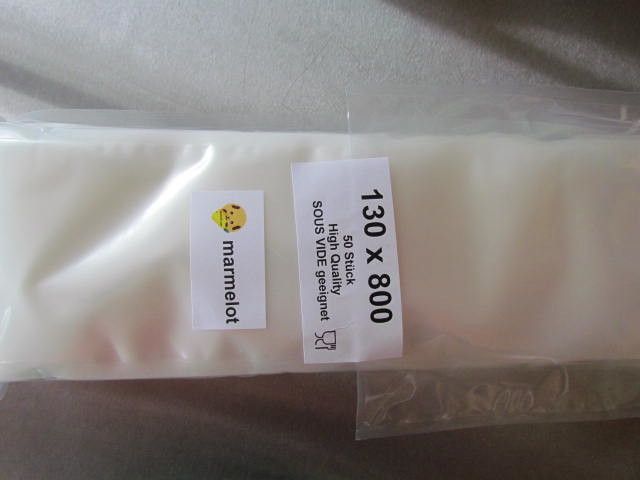 130 x 800
50 Stück
High Quality
SOUS VIDE geeignet
marmelot